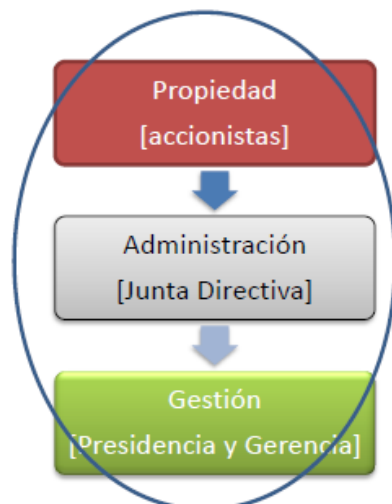 Propiedad
[accionistas]
Administración
[Junta Directiva]
Gestión
[Presidencia y Gerencia]